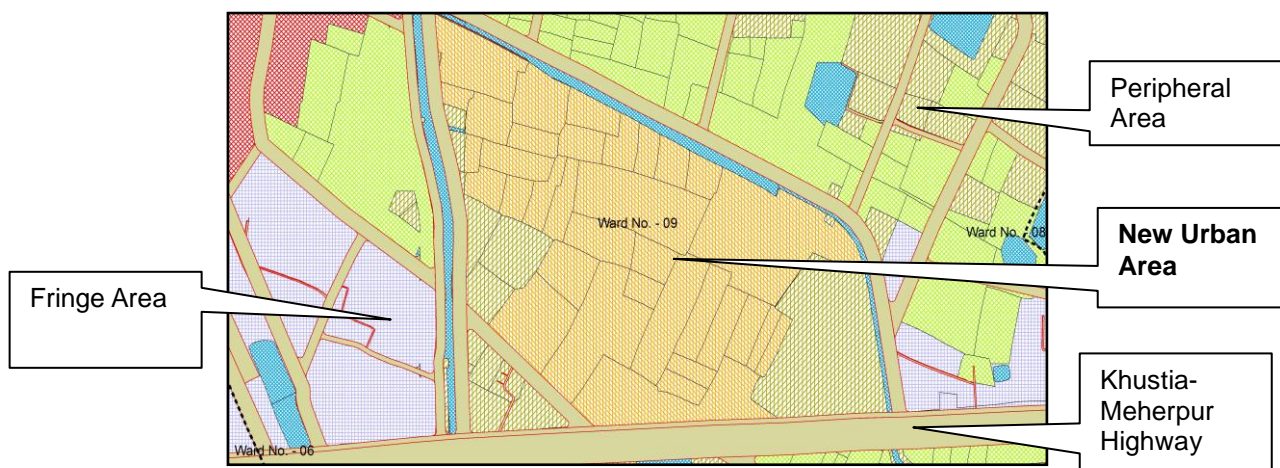 Peripheral
Area
Ward No. - 09
Ward No. - 08
New Urban
Area
Fringe Area
Khustia-
Meherpur
Highway
Ward No. - 06